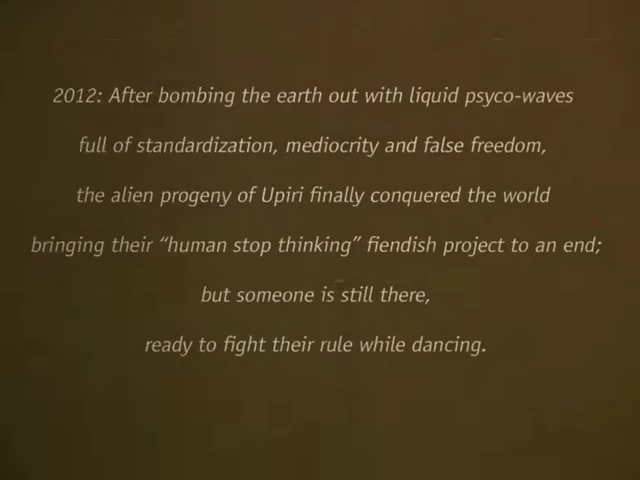 2012: After bombing the earth out with liquid psyco-waves
full of standardization, mediocrity and false freedom,
the alien progeny of Upiri finally conquered the world
bringing their “human stop thinking” fiendish project to an end;
but someone is still there,
ready to fight their rule while dancing.